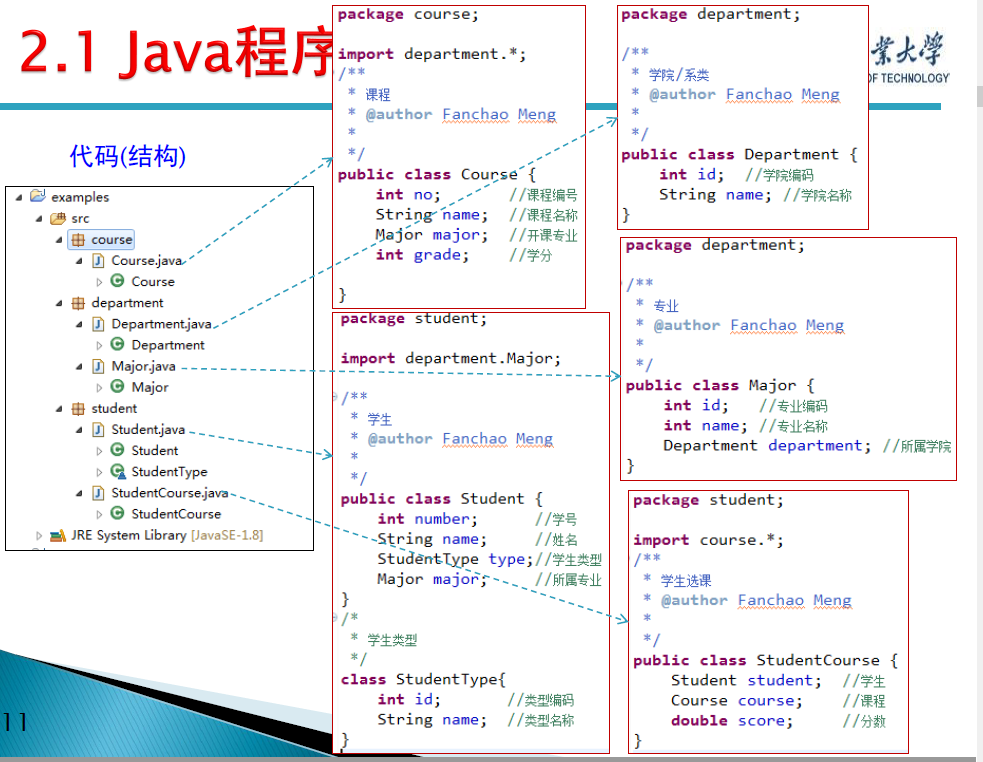 2.1 Java程序
業大學
OF TECHNOLOGY
代码(结构)
examples
src
course
Course.java
Course
department
Department.java
Department
Major.java
Major
student
Student.java
Student
StudentType
StudentCourse.java
StudentCourse
JRE System Library [JavaSE-1.8]
package course;
import department.*;
/**
* 课程
* @author Fanchao Meng
*
*/
public class Course {
int no; //课程编号
String name; //课程名称
Major major; //开课专业
int grade; //学分
}
package department;
/**
* 学院/系类
* @author Fanchao Meng
*
*/
public class Department {
int id; //学院编码
String name; //学院名称
}
package department;
/**
* 专业
* @author Fanchao Meng
*
*/
public class Major {
int id; //专业编码
int name; //专业名称
Department department; //所属学院
}
package student;
import department.Major;
/**
* 学生
* @author Fanchao Meng
*
*/
public class Student {
int number; //学号
String name; //姓名
StudentType type;//学生类型
Major major; //所属专业
}
/*
* 学生类型
*/
class StudentType{
int id; //类型编码
String name; //类型名称
}
package student;
import course.*;
/**
* 学生选课
* @author Fanchao Meng
*
*/
public class StudentCourse {
Student student; //学生
Course course; //课程
double score; //分数
}
11